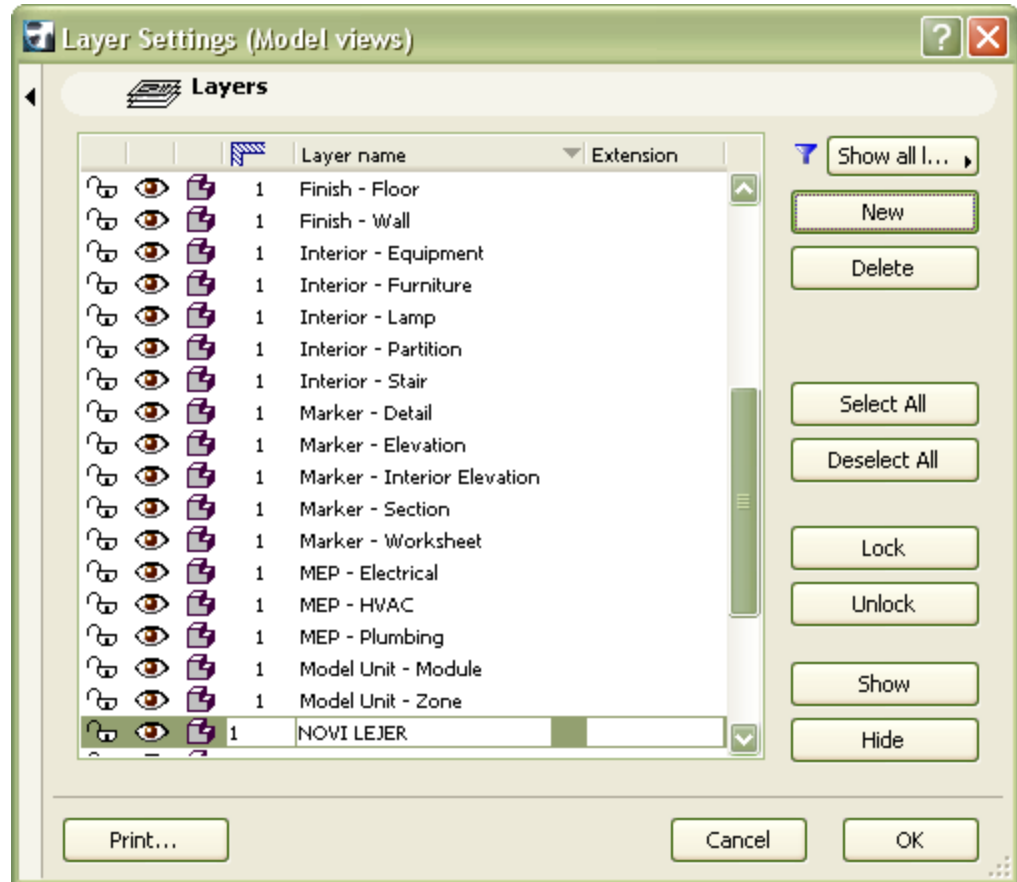 Layer Settings (Model views)
Layers
Layer name Extension
Show all l...
1 Finish - Floor
1 Finish - Wall
1 Interior - Equipment
1 Interior - Furniture
1 Interior - Lamp
1 Interior - Partition
1 Interior - Stair
1 Marker - Detail
1 Marker - Elevation
1 Marker - Interior Elevation
1 Marker - Section
1 Marker - Worksheet
1 MEP - Electrical
1 MEP - HVAC
1 MEP - Plumbing
1 Model Unit - Module
1 Model Unit - Zone
1 NOVI LEJER
New
Delete
Select All
Deselect All
Lock
Unlock
Show
Hide
Print...
Cancel
OK